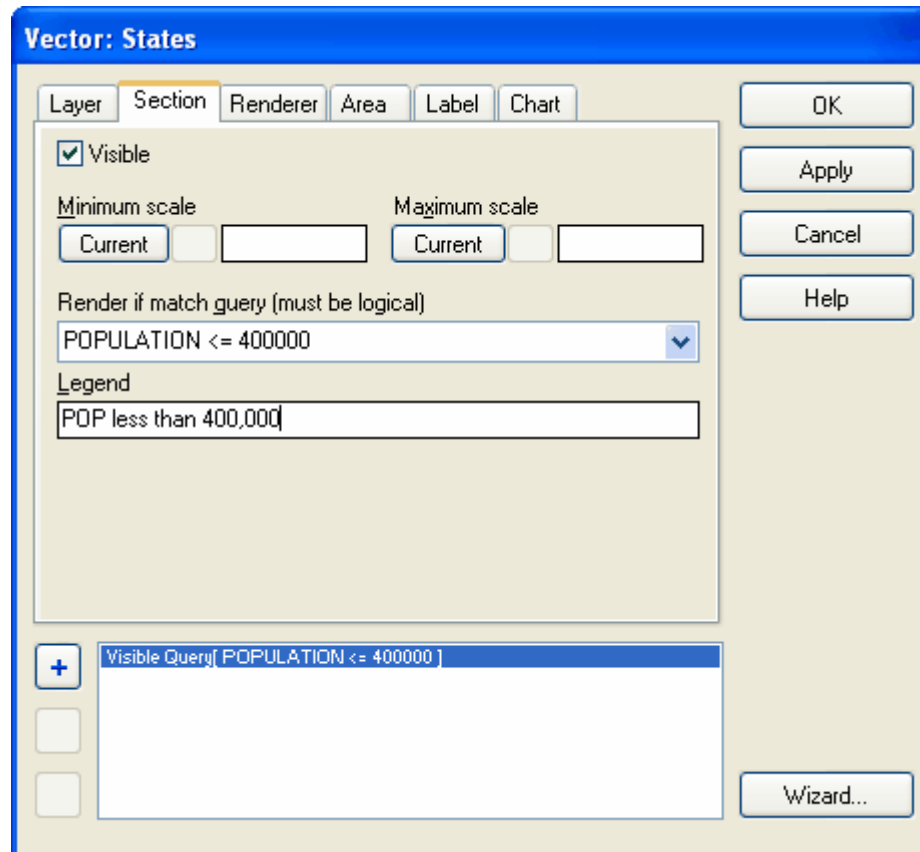 Vector: States
Layer Section Renderer Area Label Chart
OK
Visible
Apply
Minimum scale Maximum scale
Current Current
Cancel
Render if match query (must be logical)
Help
POPULATION <= 400000
Legend
POP less than 400,000
+
Visible Query[ POPULATION <= 400000 ]
Wizard...